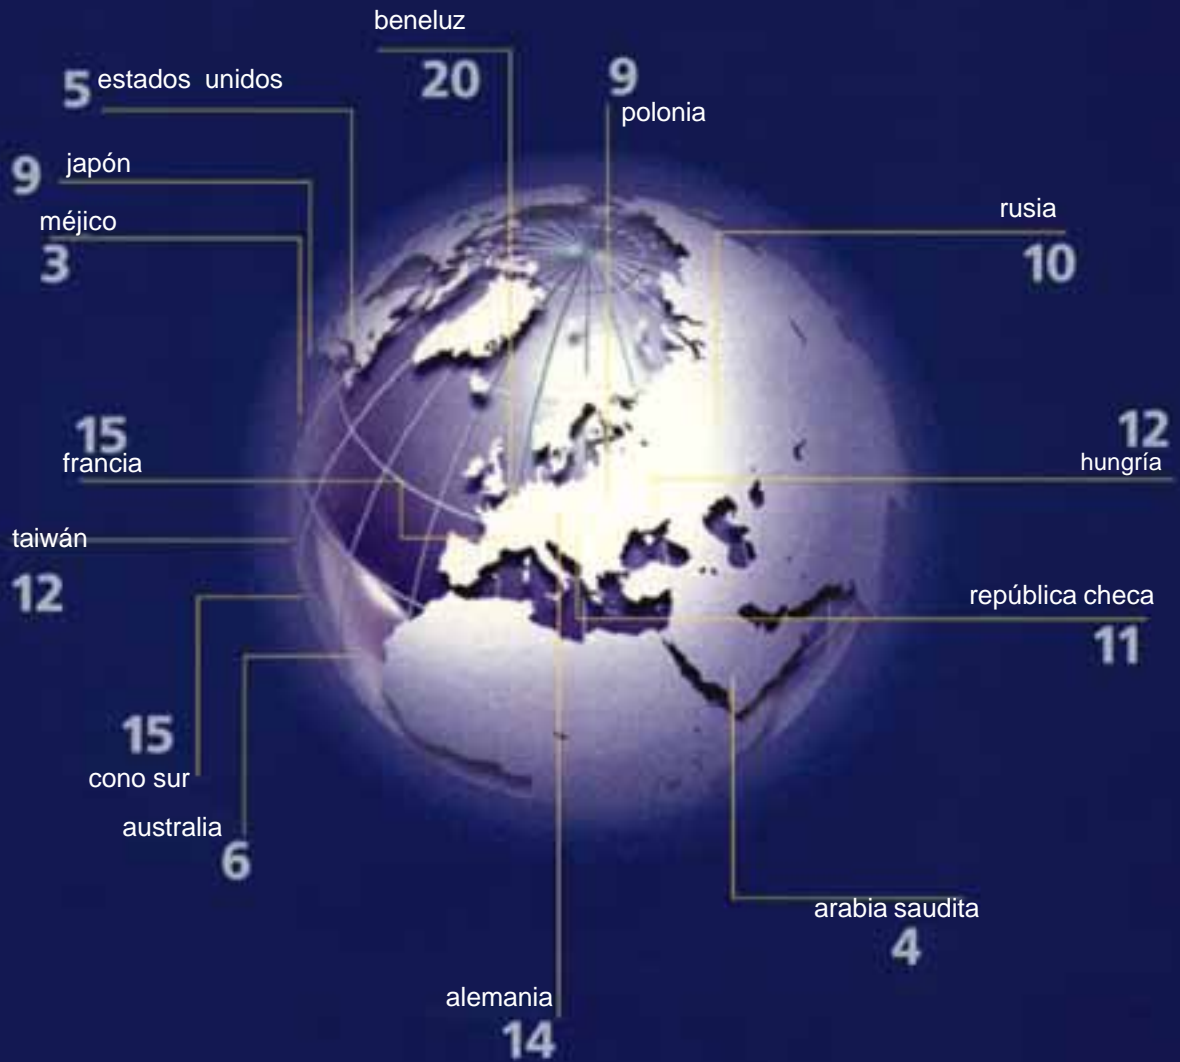 beneluz
20
5 estados unidos
9
polonia
9 japón
méjico
3
rusia
10
15
francia
12
hungría
taiwán
12
república checa
11
15
cono sur
australia
6
arabia saudita
4
alemania
14